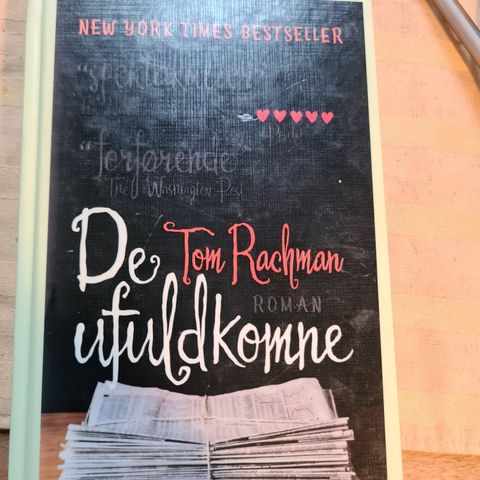 NEW YORK TIMES BESTSELLER
"forførende"
The Washington Post
De
Tom Rachman
ROMAN
ufuldkomne